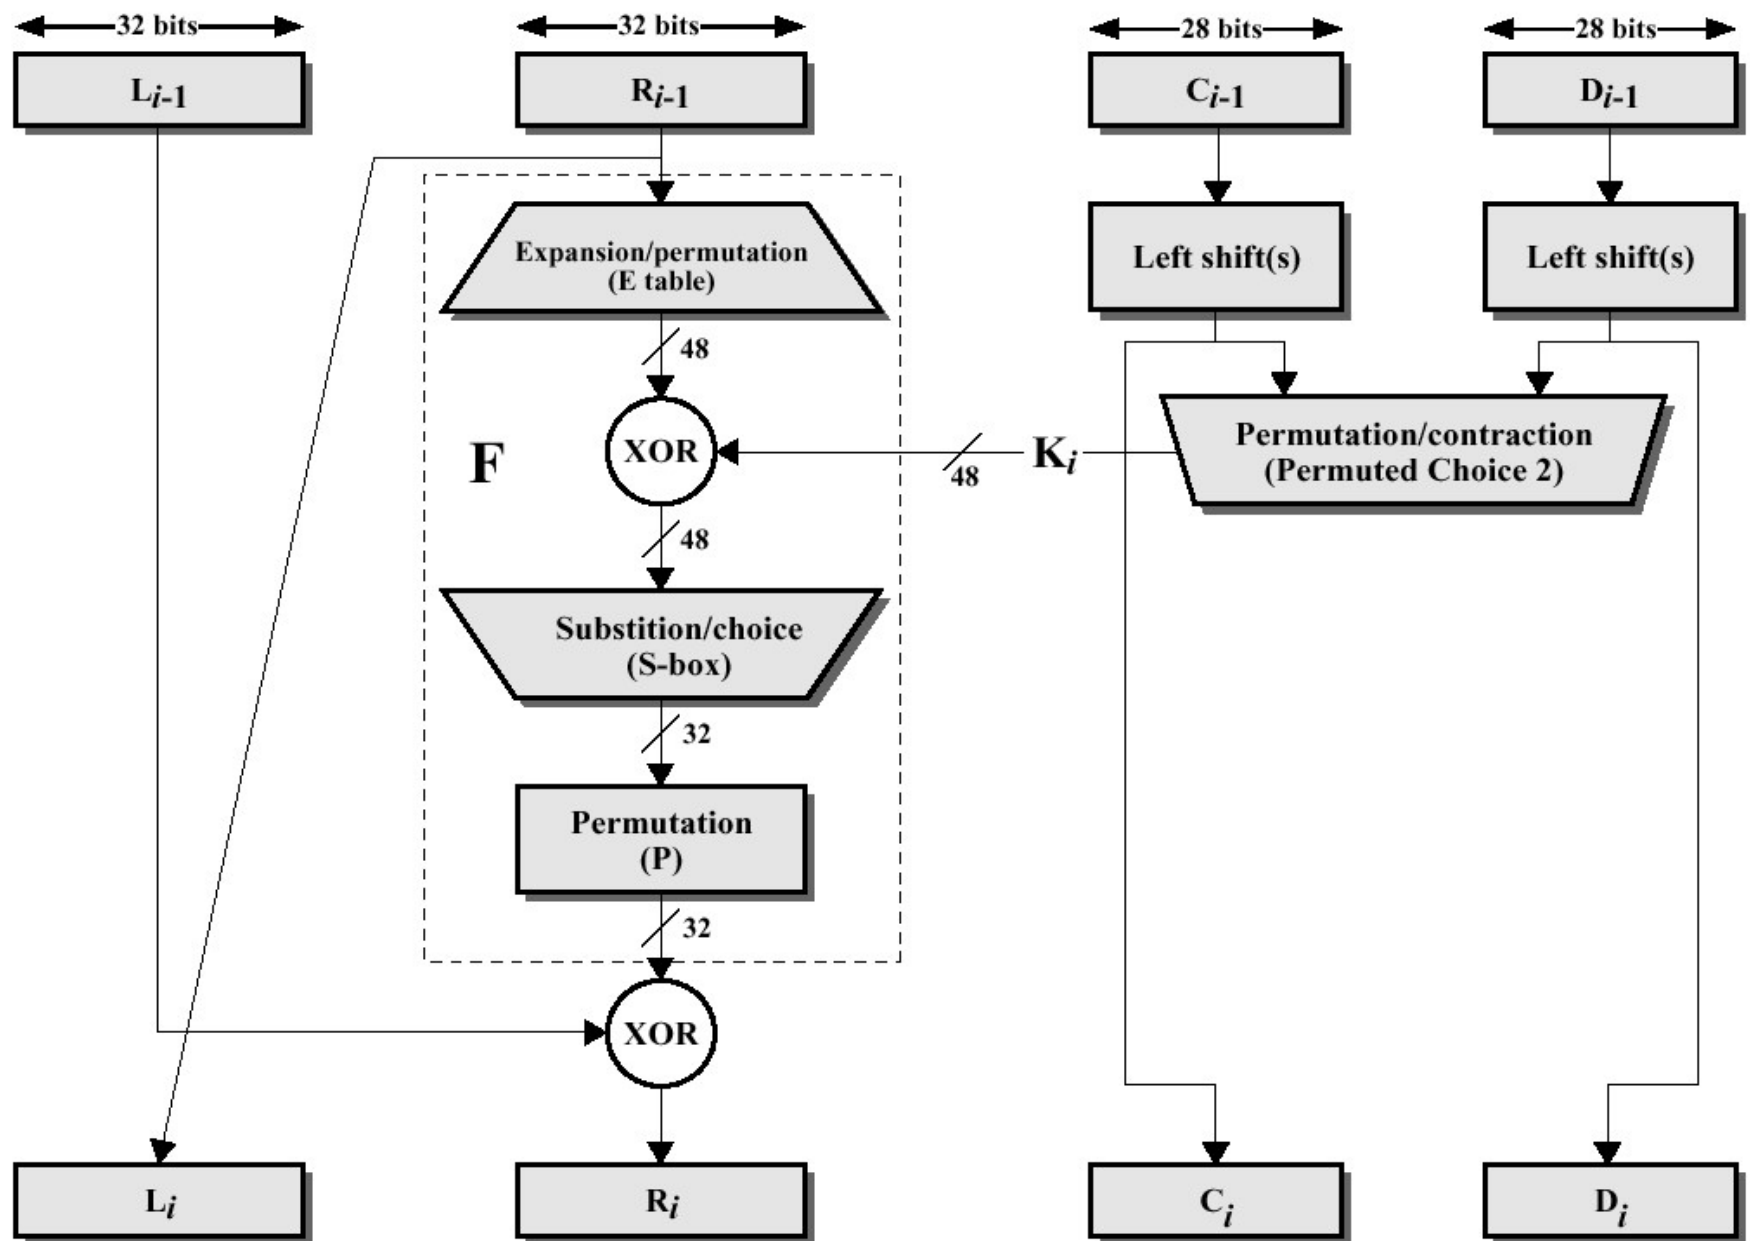 32 bits
32 bits
28 bits
28 bits
Li-1
Ri-1
Ci-1
Di-1
Expansion/permutation
(E table)
Left shift(s)
Left shift(s)
48
F
XOR
48
Ki
Permutation/contraction
(Permuted Choice 2)
48
Substition/choice
(S-box)
32
Permutation
(P)
32
XOR
Li
Ri
Ci
Di